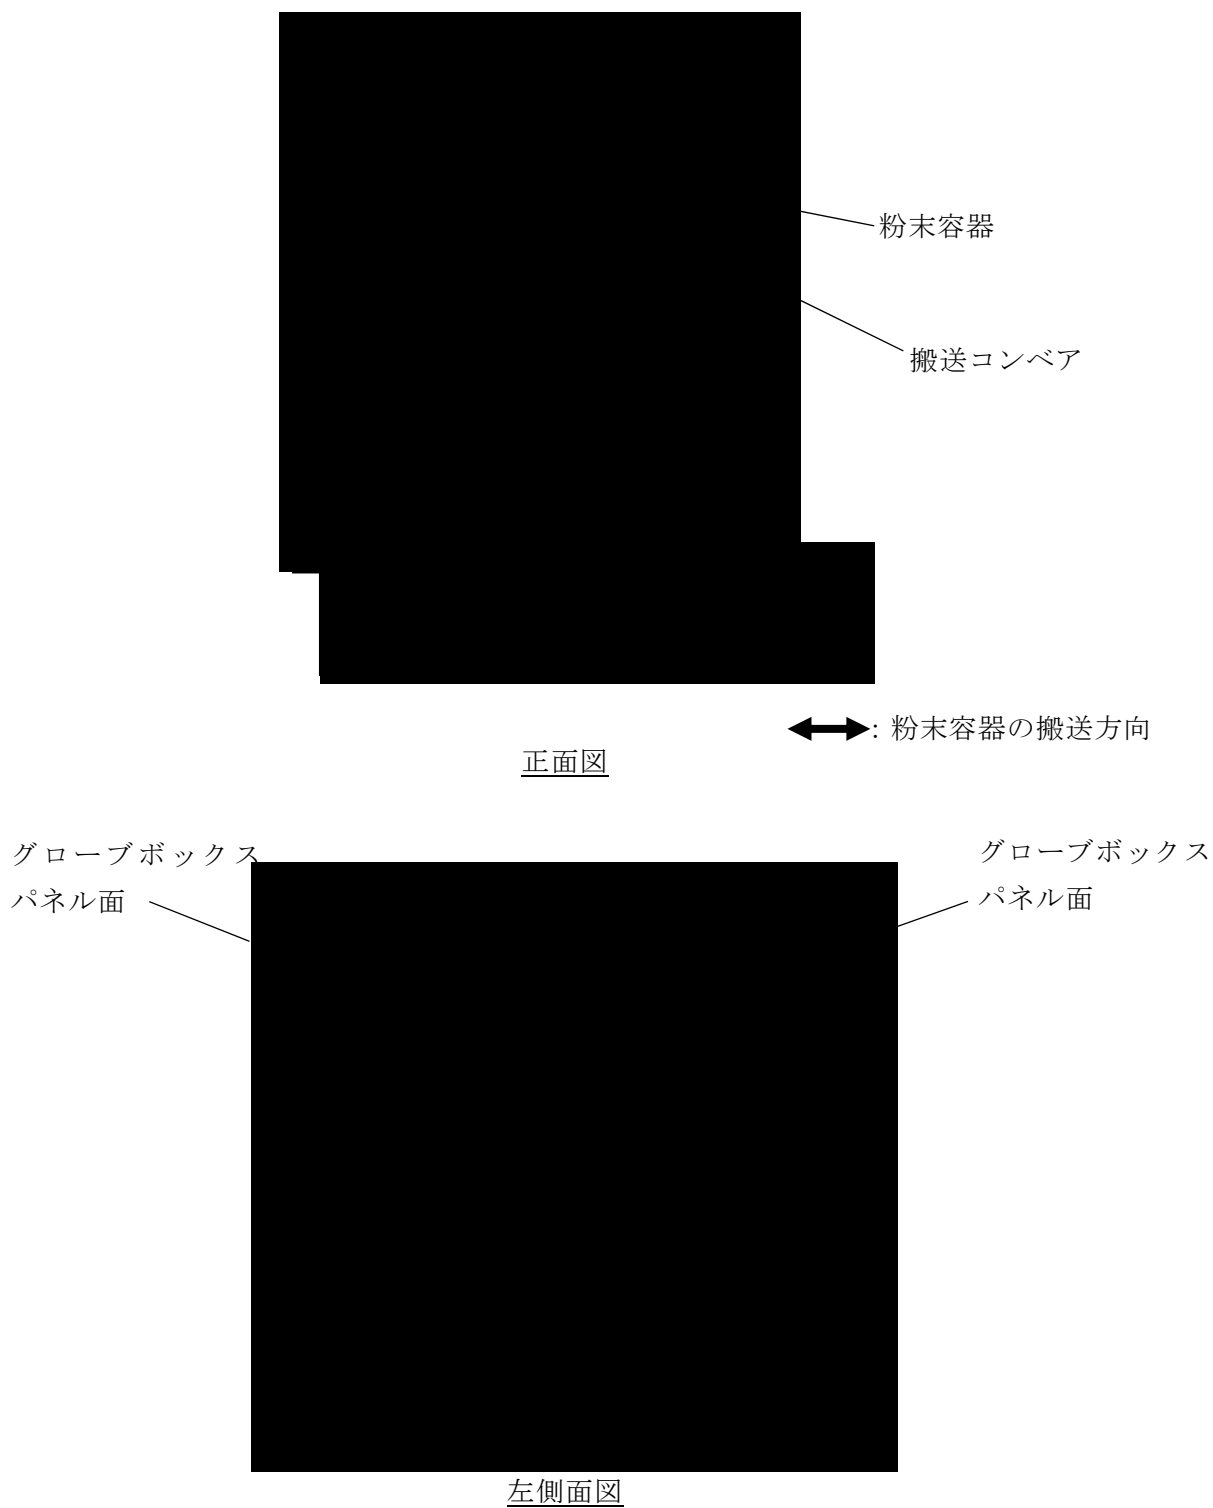 粉末容器
搬送コンベア
: 粉末容器の搬送方向
正面図
グローブボックス
パネル面
グローブボックス
パネル面
左側面図